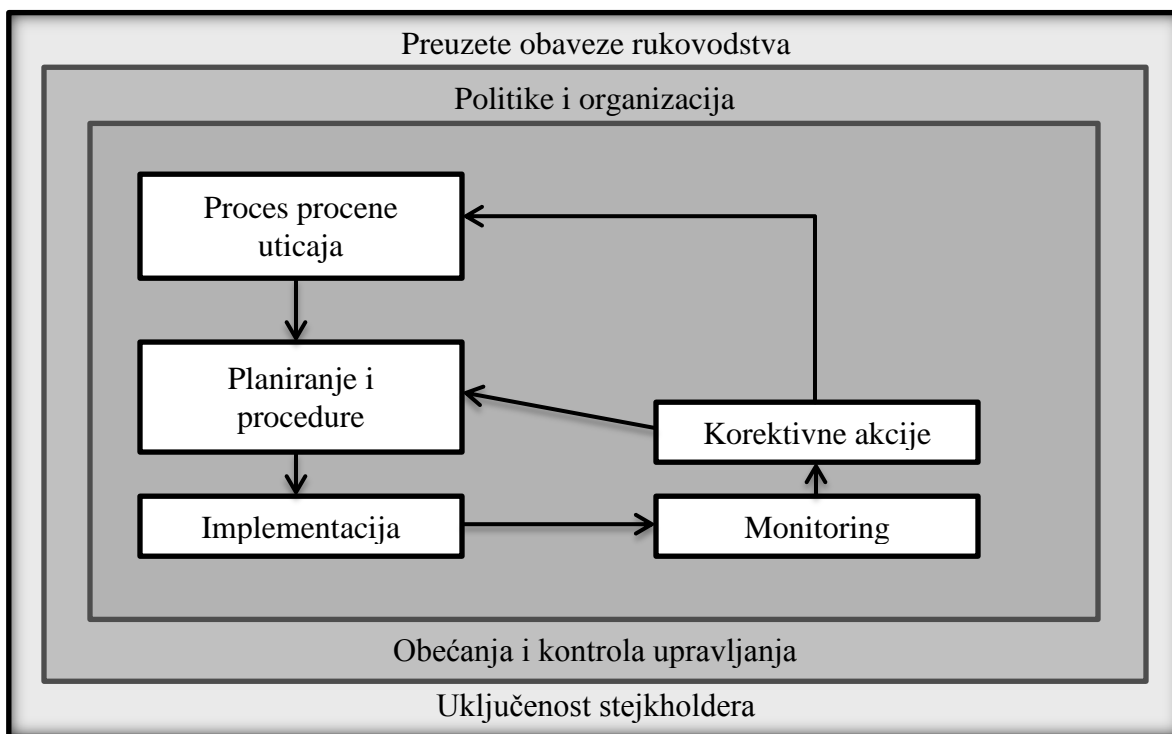 Preuzete obaveze rukovodstva
Politike i organizacija
Proces procene
uticaja
Planiranje i
procedure
Korektivne akcije
Implementacija
Monitoring
Obećanja i kontrola upravljanja
Uključenost stejkholdera